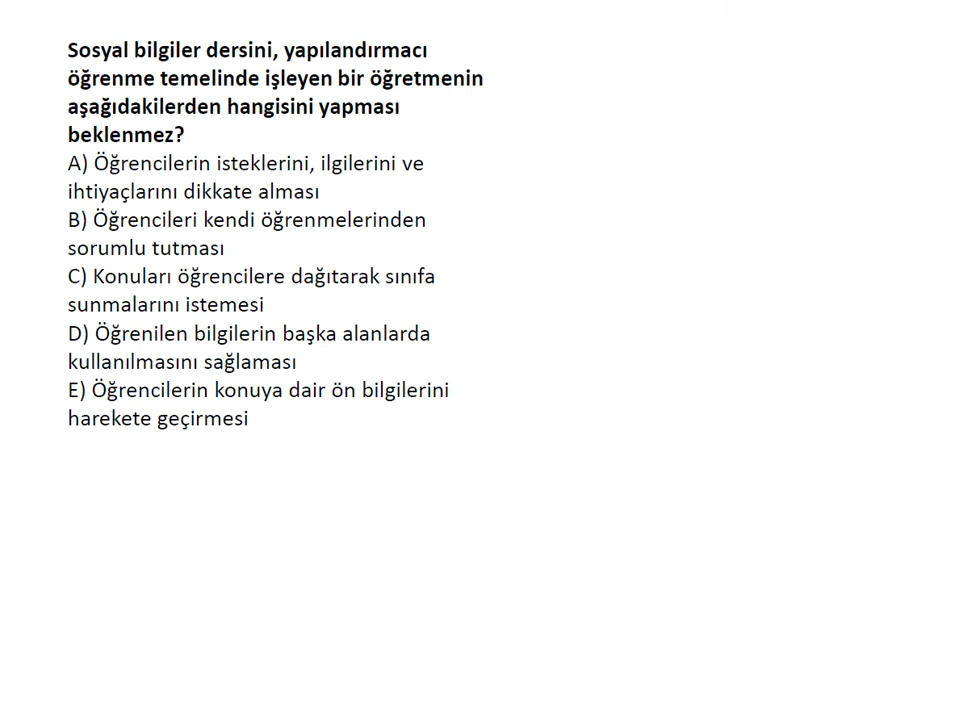 Sosyal bilgiler dersini, yapılandırmacı
öğrenme temelinde işleyen bir öğretmenin
aşağıdakilerden hangisini yapması
beklenmez?
A) Öğrencilerin isteklerini, ilgilerini ve
ihtiyaçlarını dikkate alması
B) Öğrencileri kendi öğrenmelerinden
sorumlu tutması
C) Konuları öğrencilere dağıtarak sınıfa
sunmalarını istemesi
D) Öğrenilen bilgilerin başka alanlarda
kullanılmasını sağlaması
E) Öğrencilerin konuya dair ön bilgilerini
harekete geçirmesi